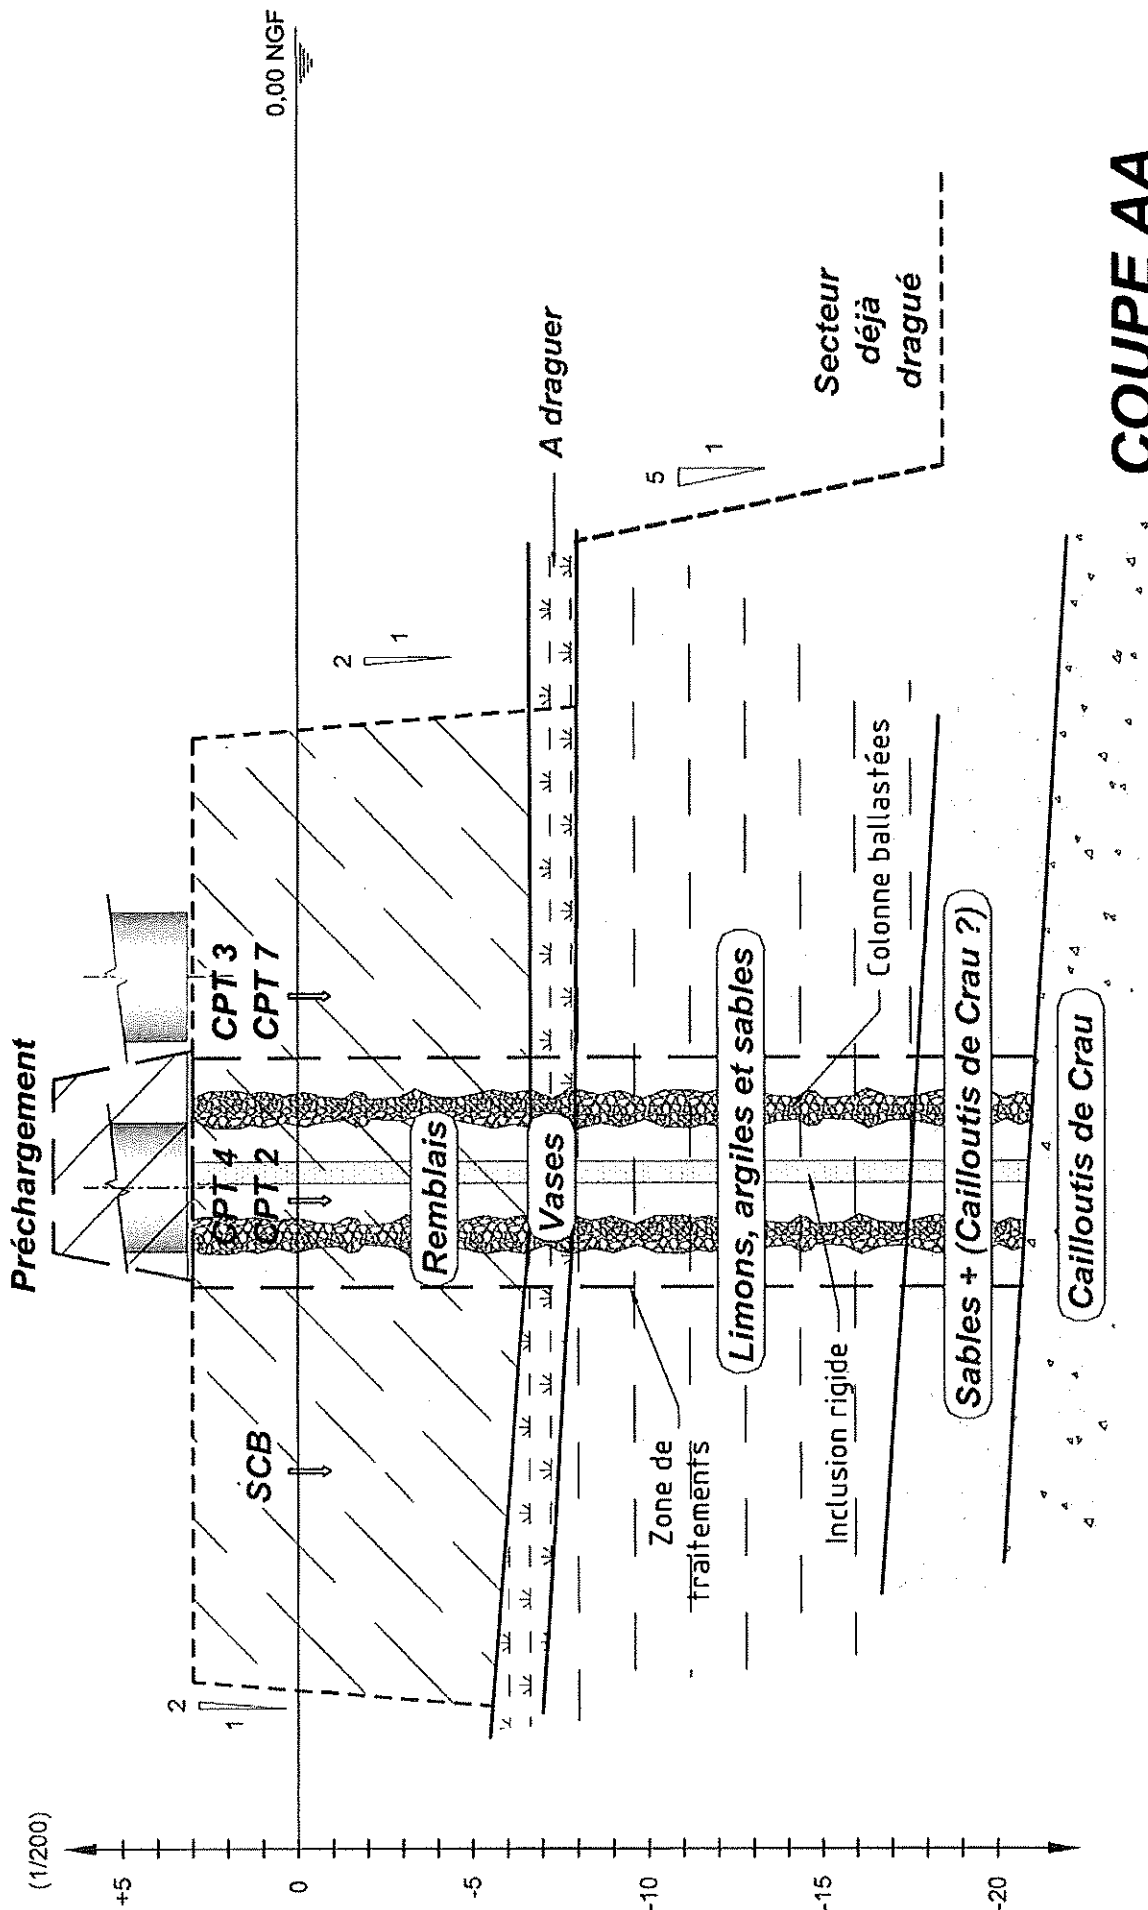 (1/200)
+5
0
-5
-10
-15
-20
Préchargement
0,00 NGF
2
1
SCB
CPT 4
CPT 2
CPT 3
CPT 7
2
1
Remblais
Vases
A draguer
5
1
Secteur
déjà
dragué
Zone de
traitements
Limons, argiles et sables
Inclusion rigide
Colonne ballastées
Sables + (Cailloutis de Crau ?)
Cailloutis de Crau
COUPE AA